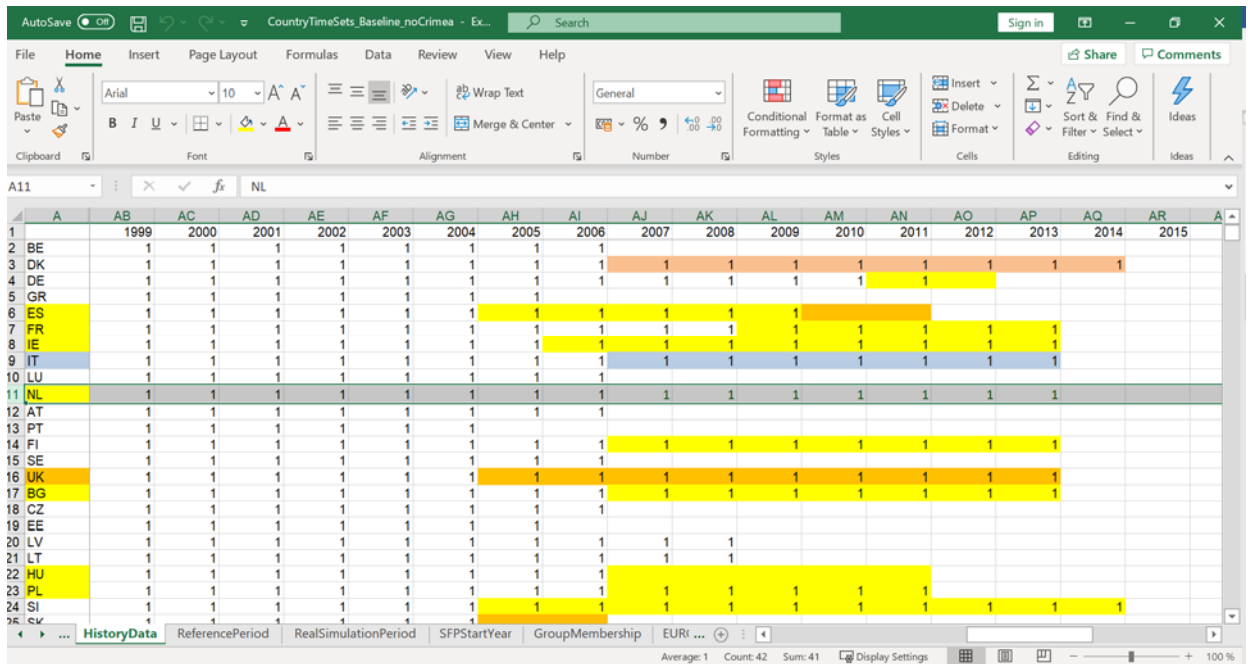 AutoSave Off CountryTimeSets_Baseline_noCrimea - Ex... Search Sign in
File Home Insert Page Layout Formulas Data Review View Help Share Comments
Paste Arial 10 A^ A˅ Wrap Text General Conditional Formatting Format as Table Cell Styles Insert Sort & Filter Find & Select Ideas
B I U A Merge & Center % Delete Format
Clipboard Font Alignment Number Styles Cells Editing Ideas
A11 fx NL
A AB AC AD AE AF AG AH AI AJ AK AL AM AN AO AP AQ AR A
1 1999 2000 2001 2002 2003 2004 2005 2006 2007 2008 2009 2010 2011 2012 2013 2014 2015
2 BE 1 1 1 1 1 1 1 1
3 DK 1 1 1 1 1 1 1 1 1 1 1 1 1 1 1 1
4 DE 1 1 1 1 1 1 1 1 1 1 1 1 1
5 GR 1 1 1 1 1 1 1
6 ES 1 1 1 1 1 1 1 1 1 1 1
7 FR 1 1 1 1 1 1 1 1 1 1 1 1 1 1 1
8 IE 1 1 1 1 1 1 1 1 1 1 1 1 1 1 1
9 IT 1 1 1 1 1 1 1 1 1 1 1 1 1 1 1
10 LU 1 1 1 1 1 1 1 1
11 NL 1 1 1 1 1 1 1 1 1 1 1 1 1 1 1
12 AT 1 1 1 1 1 1 1 1
13 PT 1 1 1 1 1 1
14 FI 1 1 1 1 1 1 1 1 1 1 1 1 1 1 1
15 SE 1 1 1 1 1 1 1 1
16 UK 1 1 1 1 1 1 1 1 1 1 1 1 1 1 1
17 BG 1 1 1 1 1 1 1 1 1 1 1 1 1 1 1
18 CZ 1 1 1 1 1 1 1 1
19 EE 1 1 1 1 1 1 1
20 LV 1 1 1 1 1 1 1 1 1 1
21 LT 1 1 1 1 1 1 1 1 1 1
22 HU 1 1 1 1 1 1 1 1
23 PL 1 1 1 1 1 1 1 1 1 1 1 1 1
24 SI 1 1 1 1 1 1 1 1 1 1 1 1 1 1 1 1
25 SK 1 1 1 1 1 1
... HistoryData ReferencePeriod RealSimulationPeriod SFPStartYear GroupMembership EUR ...
Average: 1 Count: 42 Sum: 41 Display Settings 100 %